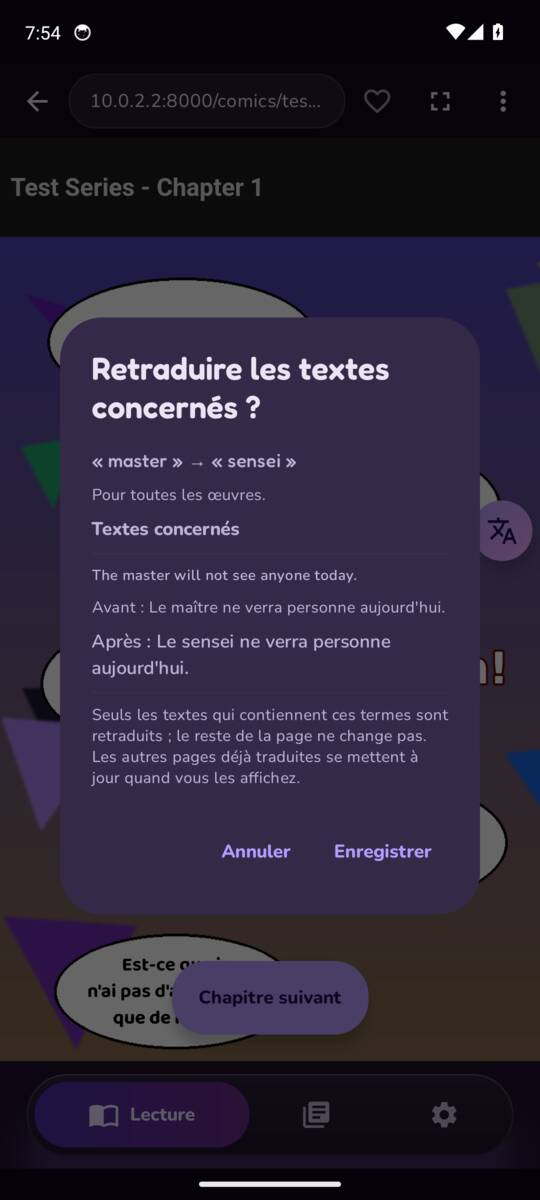 7:54
10.0.2.2:8000/comics/tes...
Test Series - Chapter 1
Retraduire les textes
concernés ?
« master » → « sensei »
Pour toutes les œuvres.
Textes concernés
The master will not see anyone today.
Avant : Le maître ne verra personne aujourd'hui.
Après : Le sensei ne verra personne
aujourd'hui.
Seuls les textes qui contiennent ces termes sont
retraduits ; le reste de la page ne change pas.
Les autres pages déjà traduites se mettent à
jour quand vous les affichez.
Annuler
Enregistrer
Est-ce
n'ai pas
que de
Chapitre suivant
Lecture